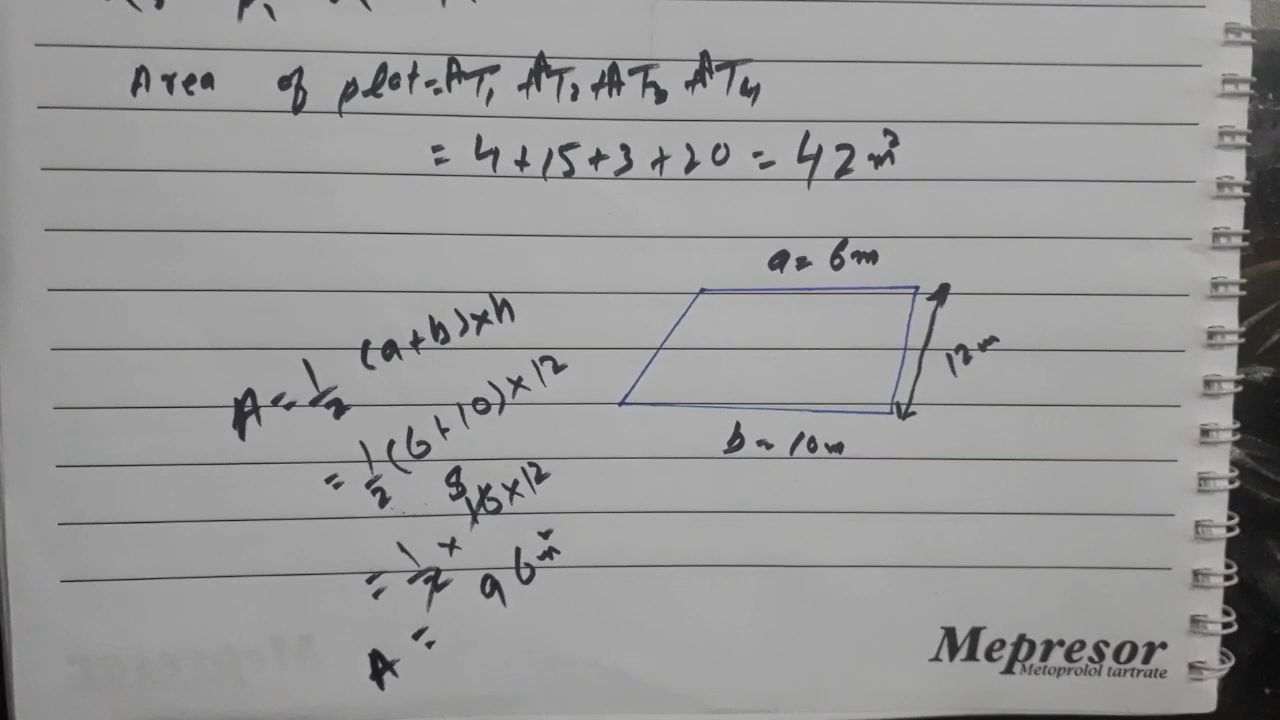 Area of plot = AT₁ + AT₂ + AT₃ + AT₄
= 4 + 15 + 3 + 20 = 42 m²
a = 6m
12m
b = 10m
A = 1/2 (a+b) x h
= 1/2 (6+10) x 12
= 1/2 x 16 x 12
8
A = 96 m²
Mepresor
Metoprolol tartrate